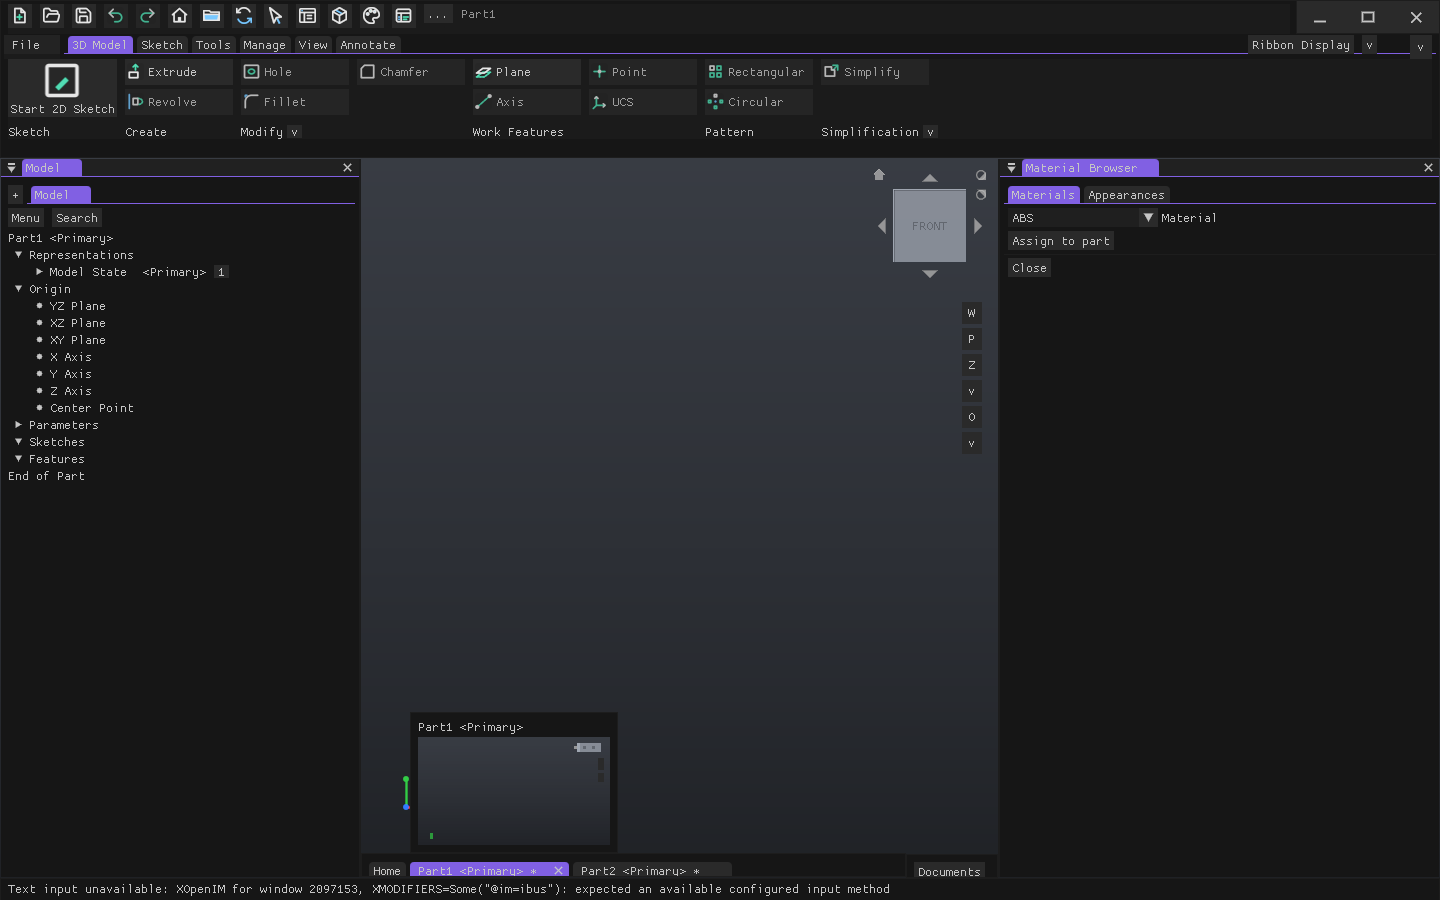 ... Part1
File 3D Model Sketch Tools Manage View Annotate Ribbon Display v v
Start 2D Sketch
Extrude
Revolve
Hole
Fillet
Chamfer
Plane
Axis
Point
UCS
Rectangular
Circular
Simplify
Sketch Create Modify v Work Features Pattern Simplification v
Model
+ Model
Menu Search
Part1 <Primary>
Representations
Model State <Primary> 1
Origin
YZ Plane
XZ Plane
XY Plane
X Axis
Y Axis
Z Axis
Center Point
Parameters
Sketches
Features
End of Part
FRONT
W
P
Z
v
O
v
Part1 <Primary>
Home Part1 <Primary> * Part2 <Primary> * Documents
Material Browser
Materials Appearances
ABS Material
Assign to part
Close
Text input unavailable: XOpenIM for window 2097153, XMODIFIERS=Some("@im=ibus"): expected an available configured input method